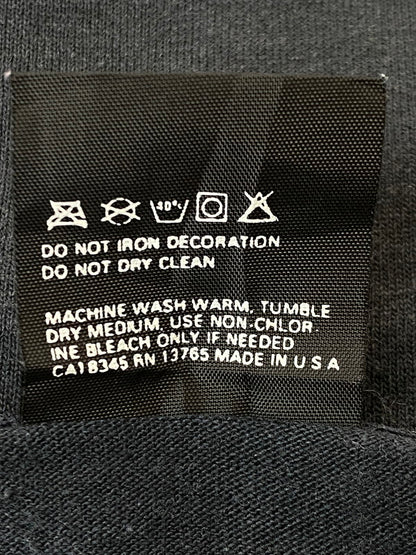 40°C
DO NOT IRON DECORATION
DO NOT DRY CLEAN
MACHINE WASH WARM, TUMBLE
DRY MEDIUM, USE NON-CHLOR
INE BLEACH ONLY IF NEEDED
CA18345 RN 13765 MADE IN U S A